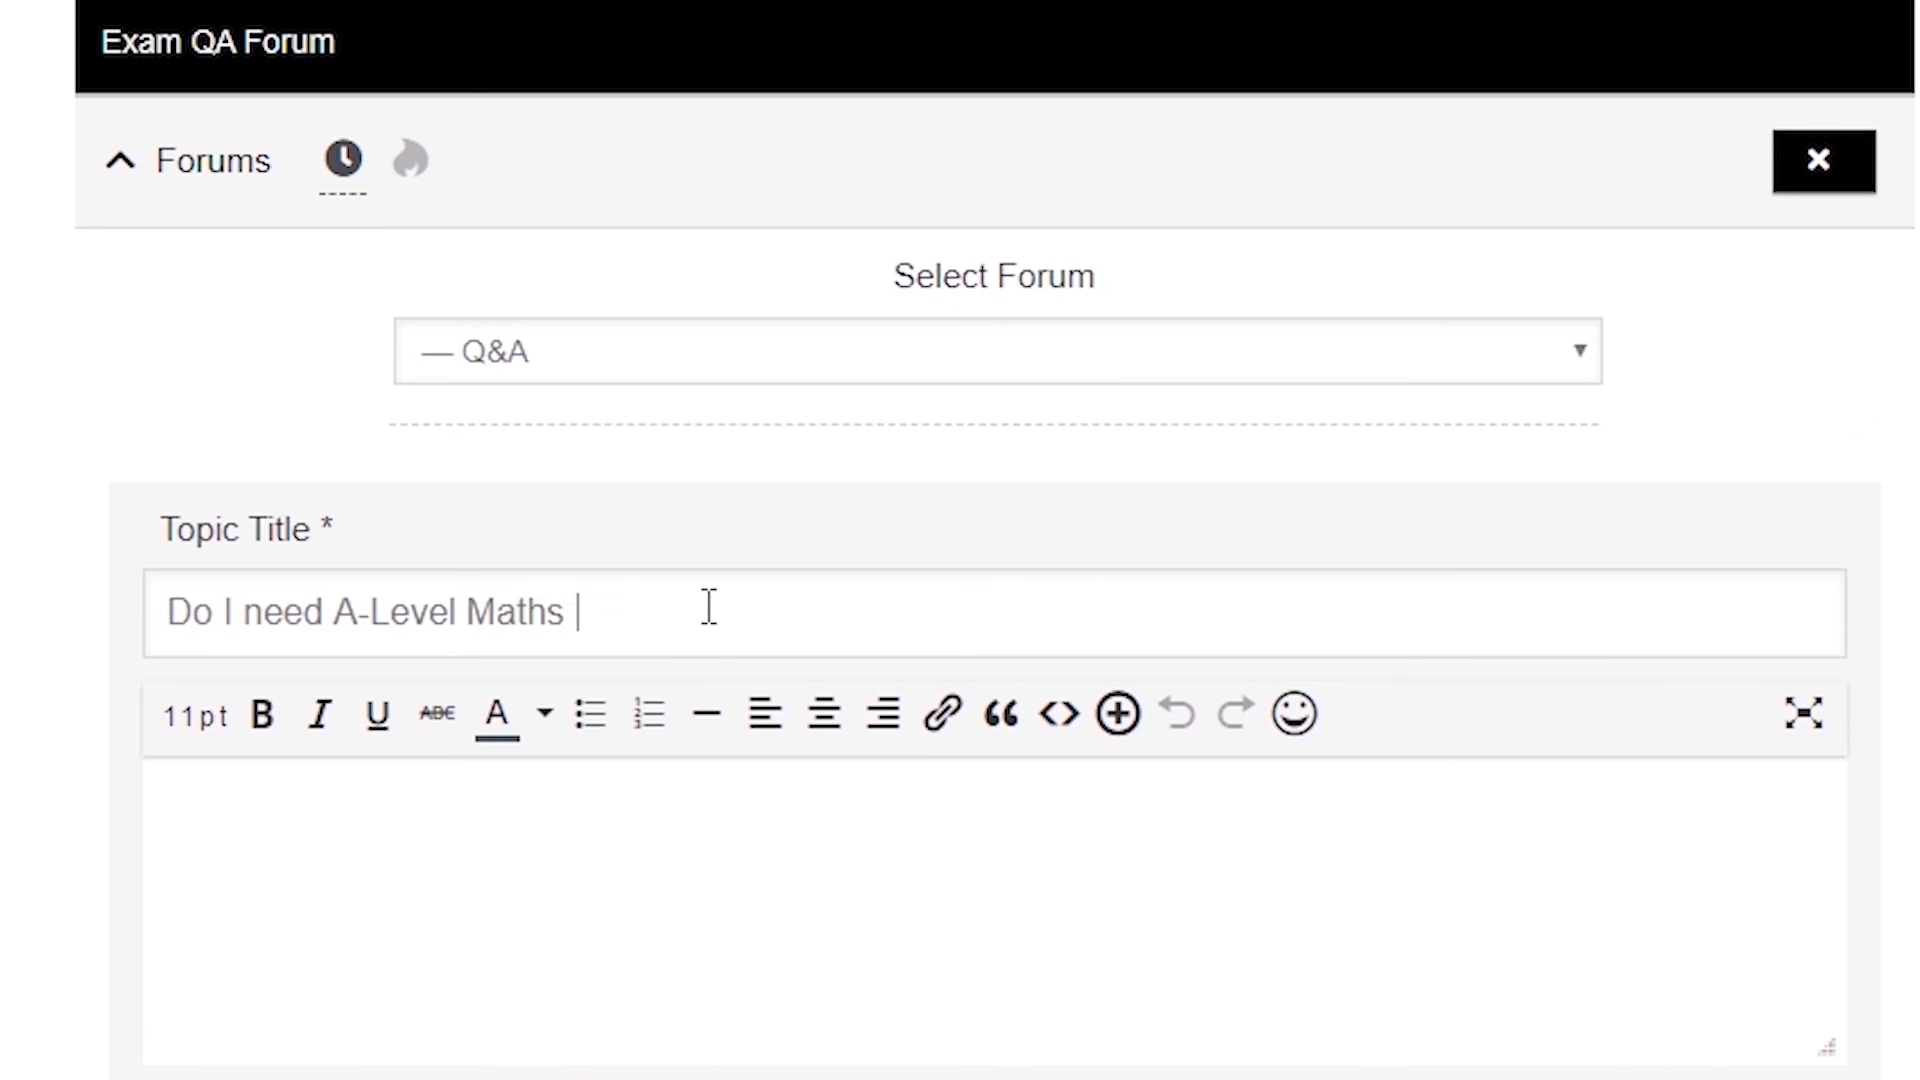 Exam QA Forum
Forums
Select Forum
— Q&A
Topic Title *
Do I need A-Level Maths
11pt B I U ABC A